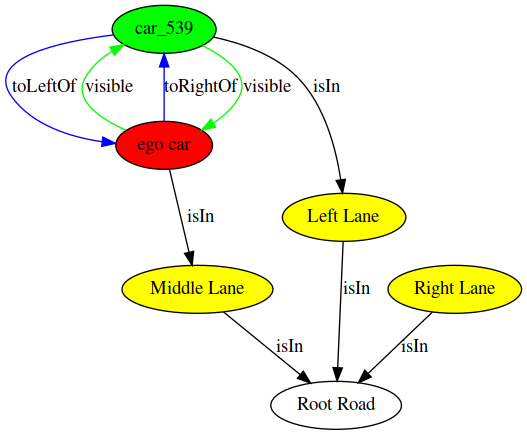 car_539
toLeftOf
visible
toRightOf
visible
isIn
ego car
isIn
Left Lane
Middle Lane
isIn
Right Lane
isIn
isIn
Root Road